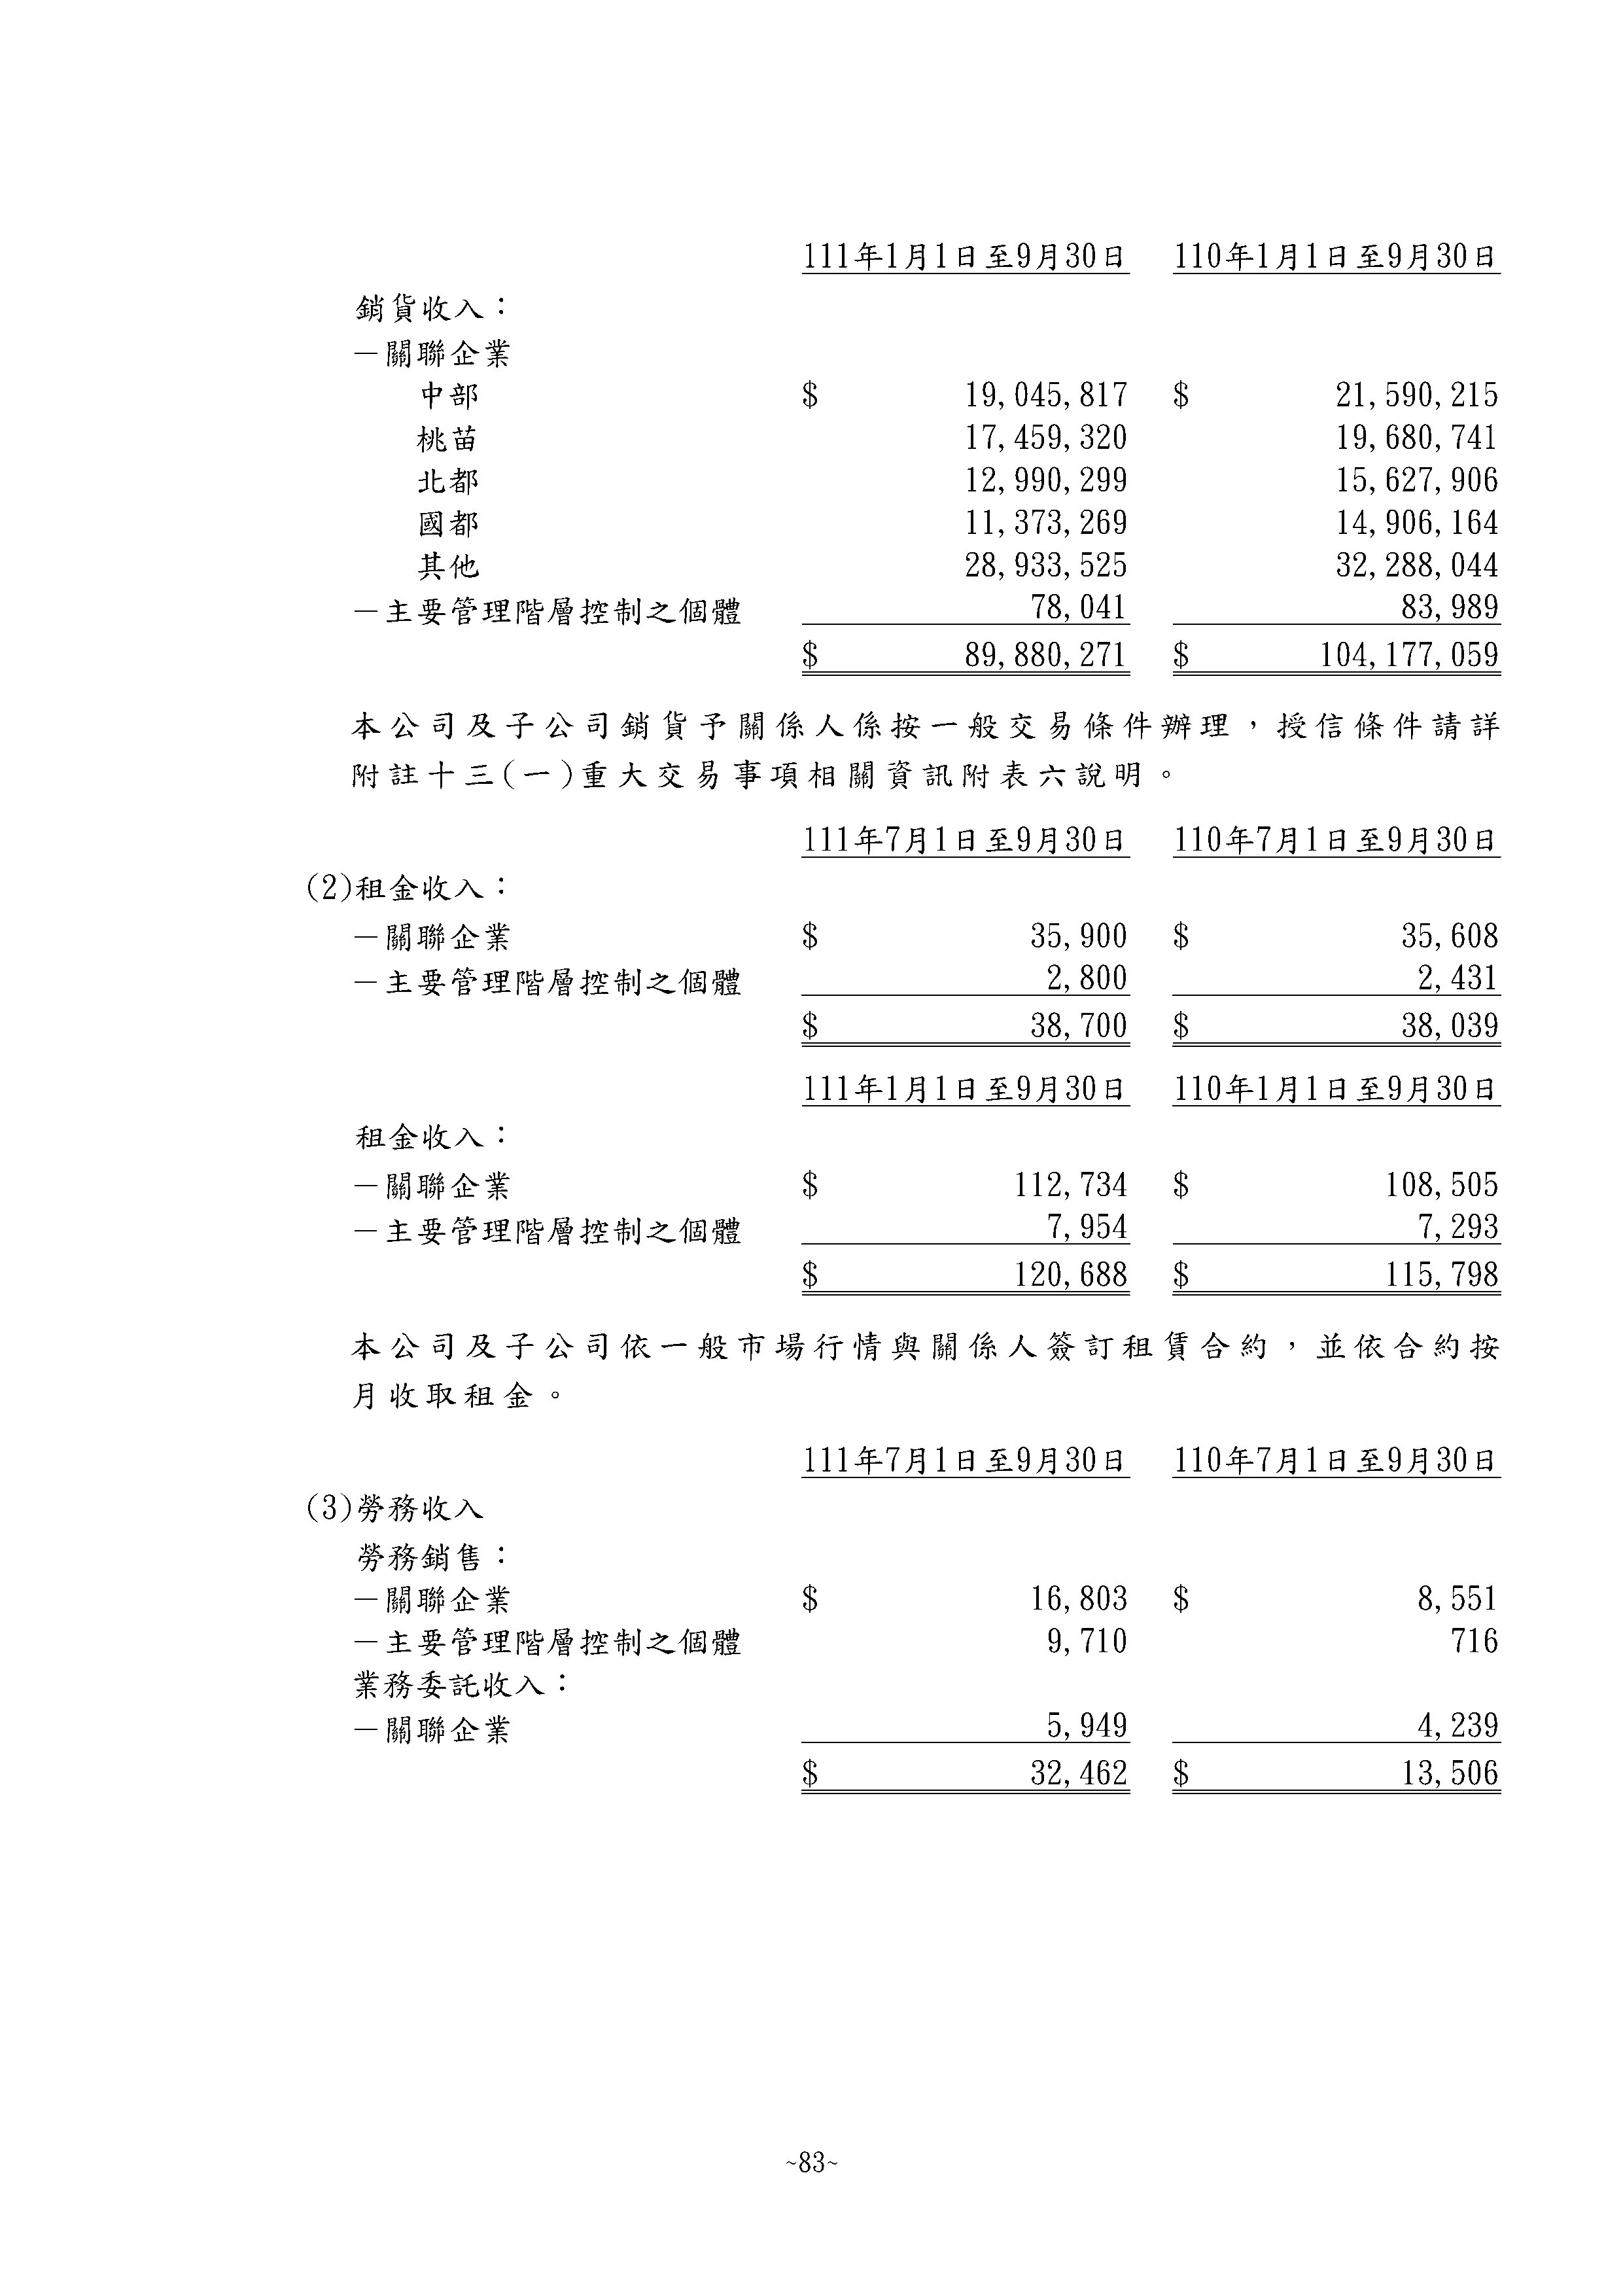 111年1月1日至9月30日 110年1月1日至9月30日
銷貨收入：
－關聯企業
中部 $ 19,045,817 $ 21,590,215
桃苗 17,459,320 19,680,741
北都 12,990,299 15,627,906
國都 11,373,269 14,906,164
其他 28,933,525 32,288,044
－主要管理階層控制之個體 78,041 83,989
$ 89,880,271 $ 104,177,059
本公司及子公司銷貨予關係人係按一般交易條件辦理，授信條件請詳
附註十三(一)重大交易事項相關資訊附表六說明。
111年7月1日至9月30日 110年7月1日至9月30日
(2)租金收入：
－關聯企業 $ 35,900 $ 35,608
－主要管理階層控制之個體 2,800 2,431
$ 38,700 $ 38,039
111年1月1日至9月30日 110年1月1日至9月30日
租金收入：
－關聯企業 $ 112,734 $ 108,505
－主要管理階層控制之個體 7,954 7,293
$ 120,688 $ 115,798
本公司及子公司依一般市場行情與關係人簽訂租賃合約，並依合約按
月收取租金。
111年7月1日至9月30日 110年7月1日至9月30日
(3)勞務收入
勞務銷售：
－關聯企業 $ 16,803 $ 8,551
－主要管理階層控制之個體 9,710 716
業務委託收入：
－關聯企業 5,949 4,239
$ 32,462 $ 13,506
~83~